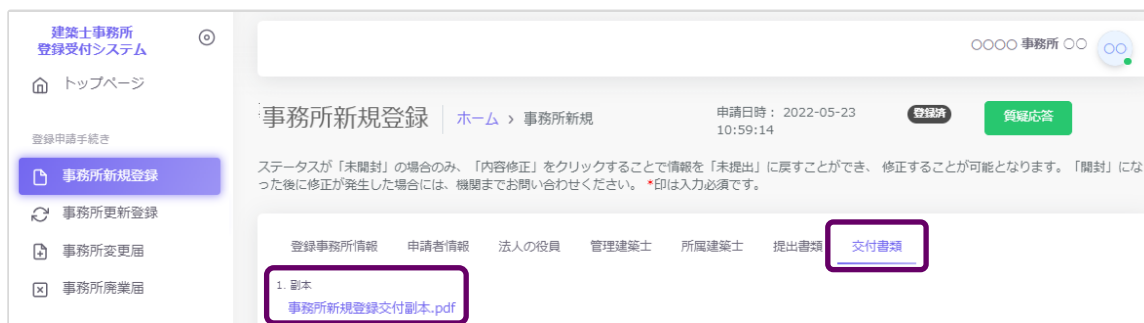 建築士事務所
登録受付システム
トップページ
登録申請手続き
事務所新規登録
事務所更新登録
事務所変更届
事務所廃業届
〇〇〇〇 事務所 〇〇
〇〇
事務所新規登録
ホーム › 事務所新規
申請日時： 2022-05-23
10:59:14
登録済
質疑応答
ステータスが「未開封」の場合のみ、「内容修正」をクリックすることで情報を「未提出」に戻すことができ、 修正することが可能となります。「開封」にな
った後に修正が発生した場合には、機関までお問い合わせください。 *印は入力必須です。
登録事務所情報 申請者情報 法人の役員 管理建築士 所属建築士 提出書類 交付書類
1. 副本
事務所新規登録交付副本.pdf